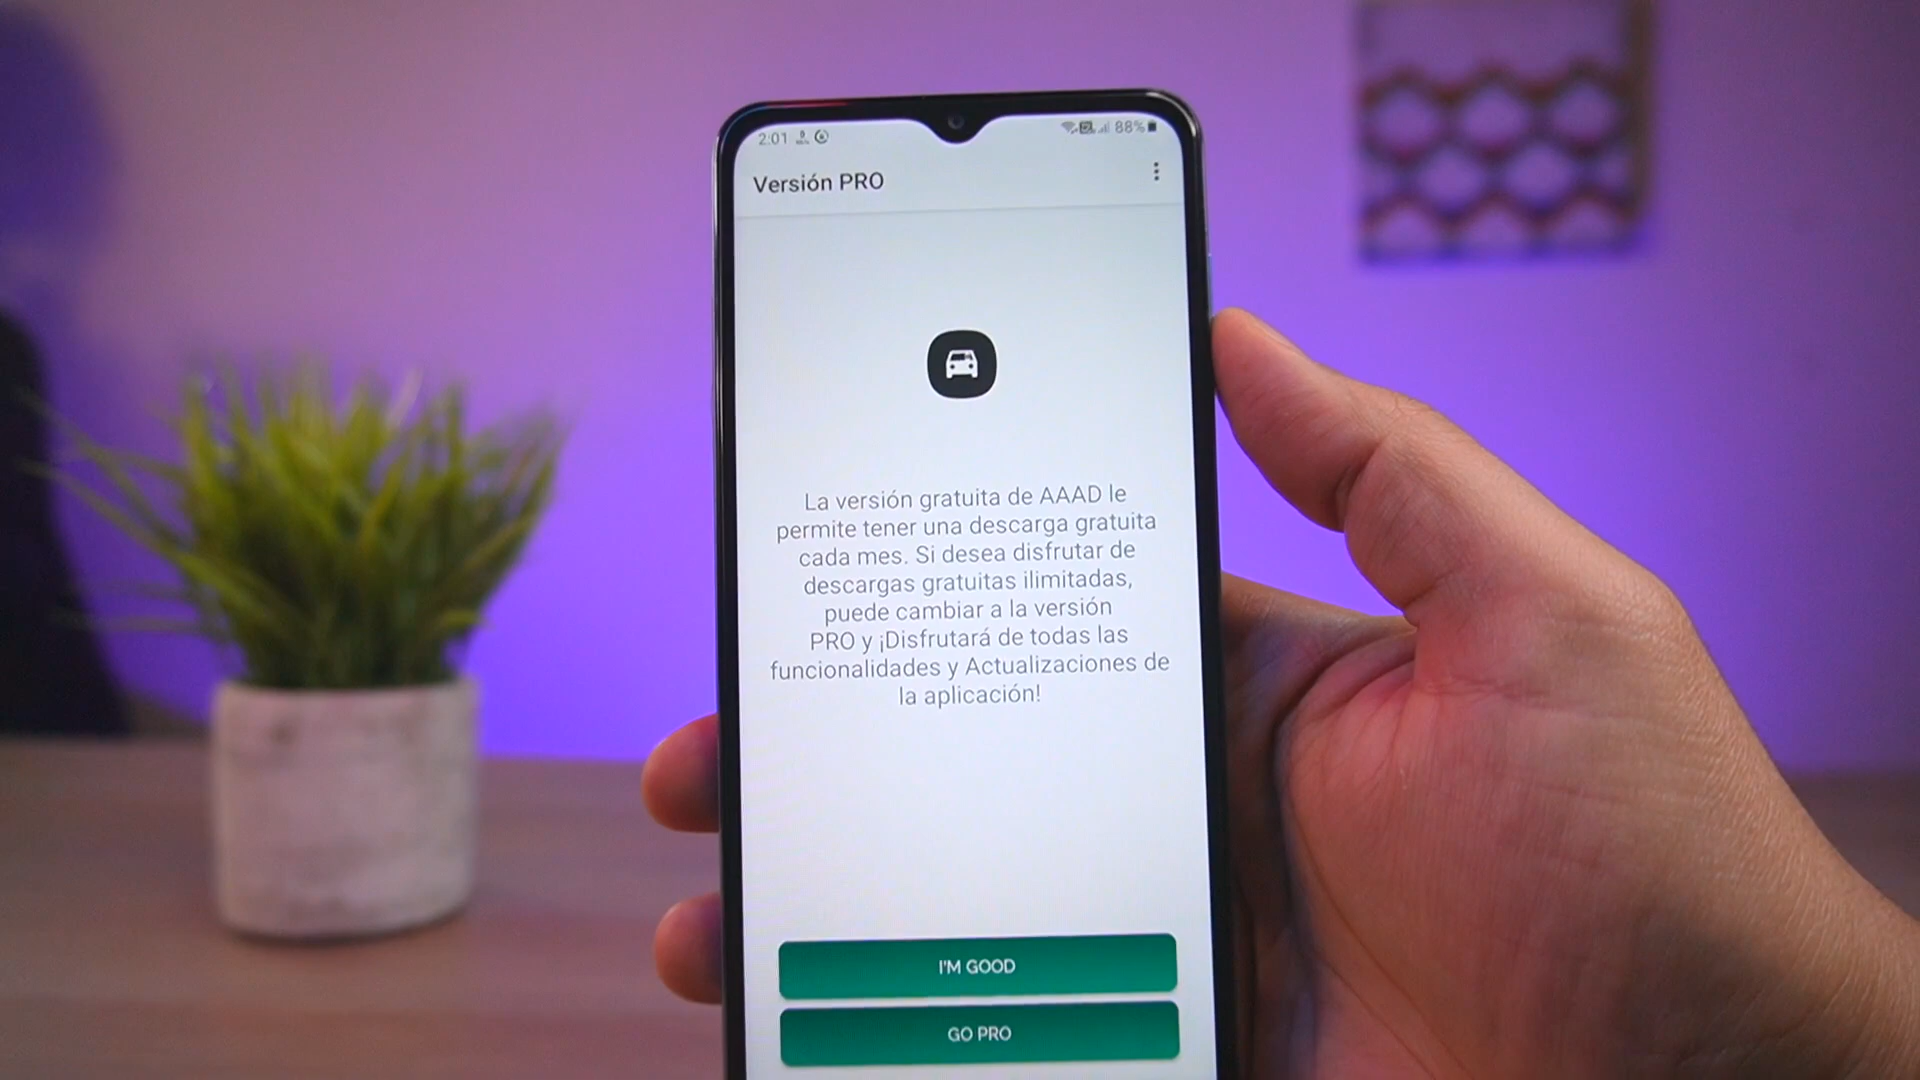 2:01
88%
Versión PRO
La versión gratuita de AAAD le
permite tener una descarga gratuita
cada mes. Si desea disfrutar de
descargas gratuitas ilimitadas,
puede cambiar a la versión
PRO y ¡Disfrutará de todas las
funcionalidades y Actualizaciones de
la aplicación!
I'M GOOD
GO PRO